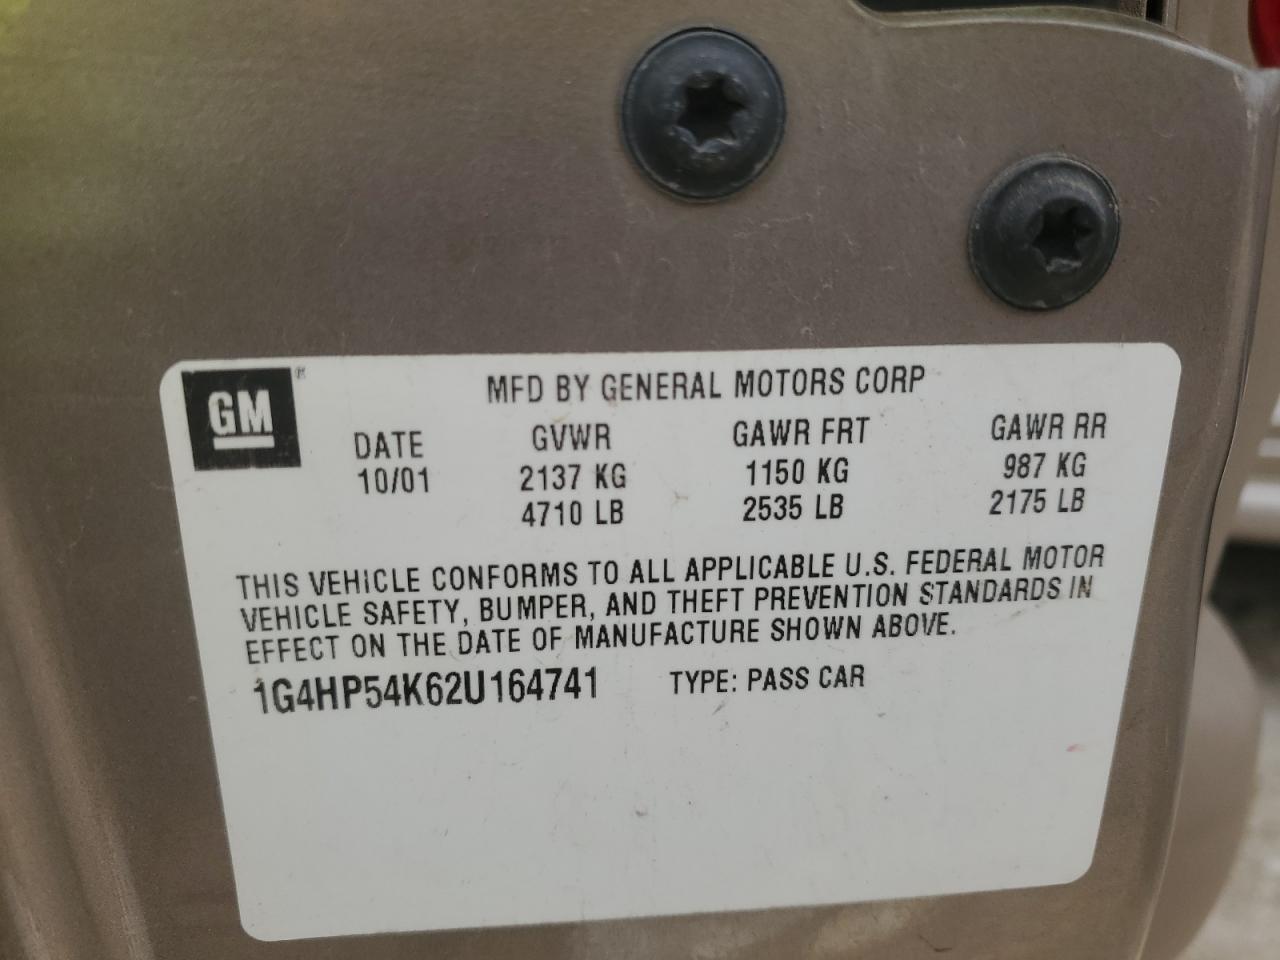 GM®
MFD BY GENERAL MOTORS CORP
DATE GVWR GAWR FRT GAWR RR
10/01 2137 KG 1150 KG 987 KG
4710 LB 2535 LB 2175 LB
THIS VEHICLE CONFORMS TO ALL APPLICABLE U.S. FEDERAL MOTOR
VEHICLE SAFETY, BUMPER, AND THEFT PREVENTION STANDARDS IN
EFFECT ON THE DATE OF MANUFACTURE SHOWN ABOVE.
1G4HP54K62U164741 TYPE: PASS CAR